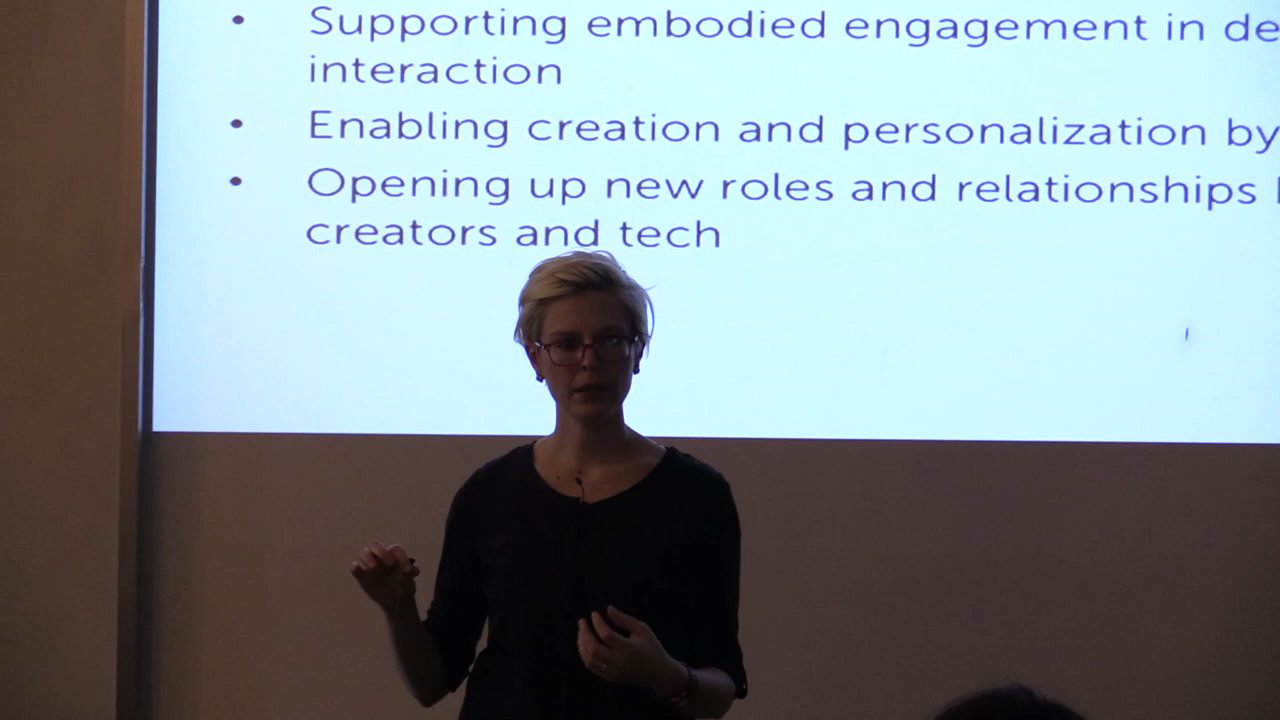 • Supporting embodied engagement in de
interaction
• Enabling creation and personalization by
• Opening up new roles and relationships
creators and tech